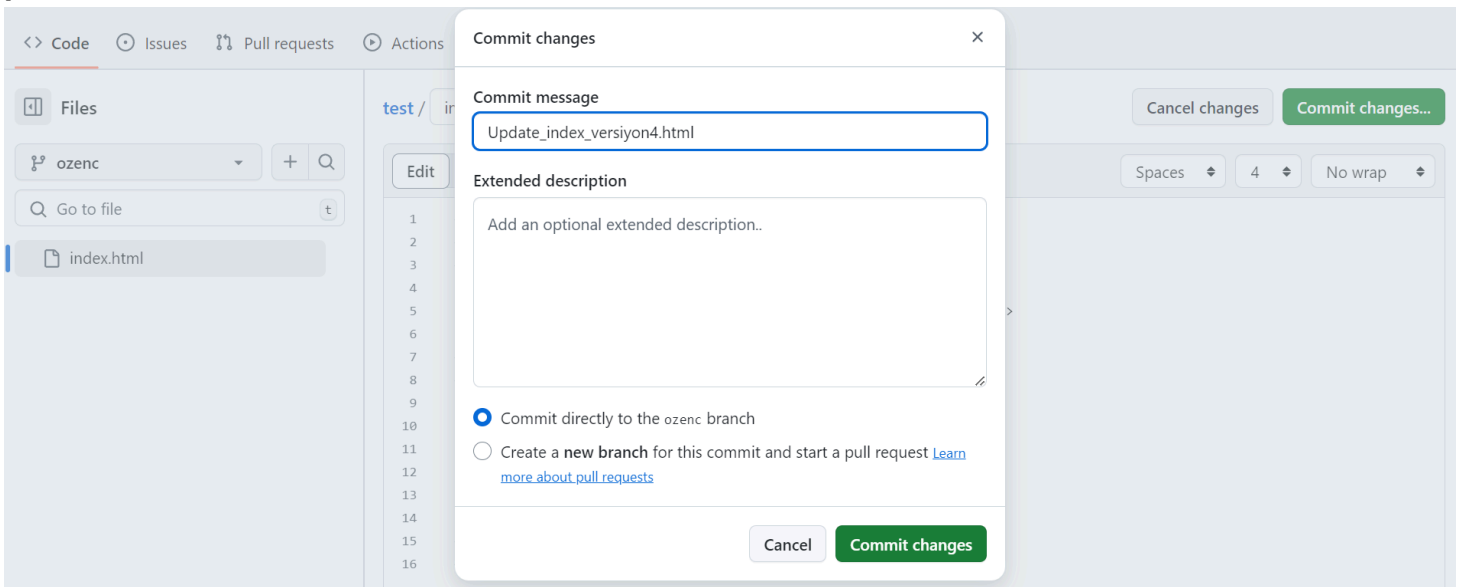 Code Issues Pull requests Actions
Files
ozenc
Go to file t
index.html
test / in
Cancel changes Commit changes...
Edit
Spaces 4 No wrap
1
2
3
4
5 >
6
7
8
9
10
11
12
13
14
15
16
Commit changes
Commit message
Update_index_versiyon4.html
Extended description
Add an optional extended description..
Commit directly to the ozenc branch
Create a new branch for this commit and start a pull request Learn
more about pull requests
Cancel Commit changes